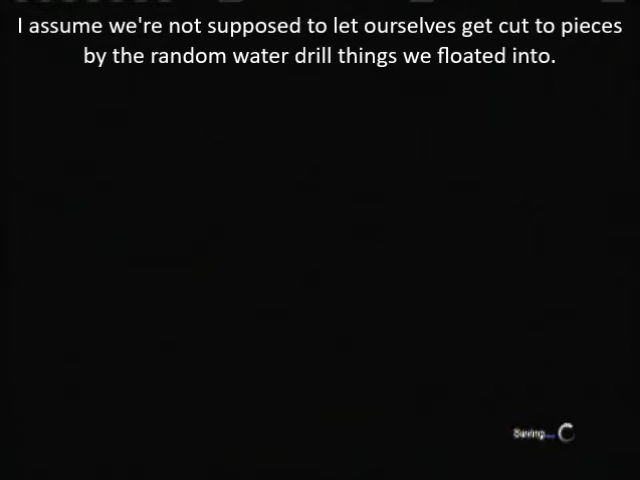 I assume we're not supposed to let ourselves get cut to pieces
by the random water drill things we floated into.
Saving...